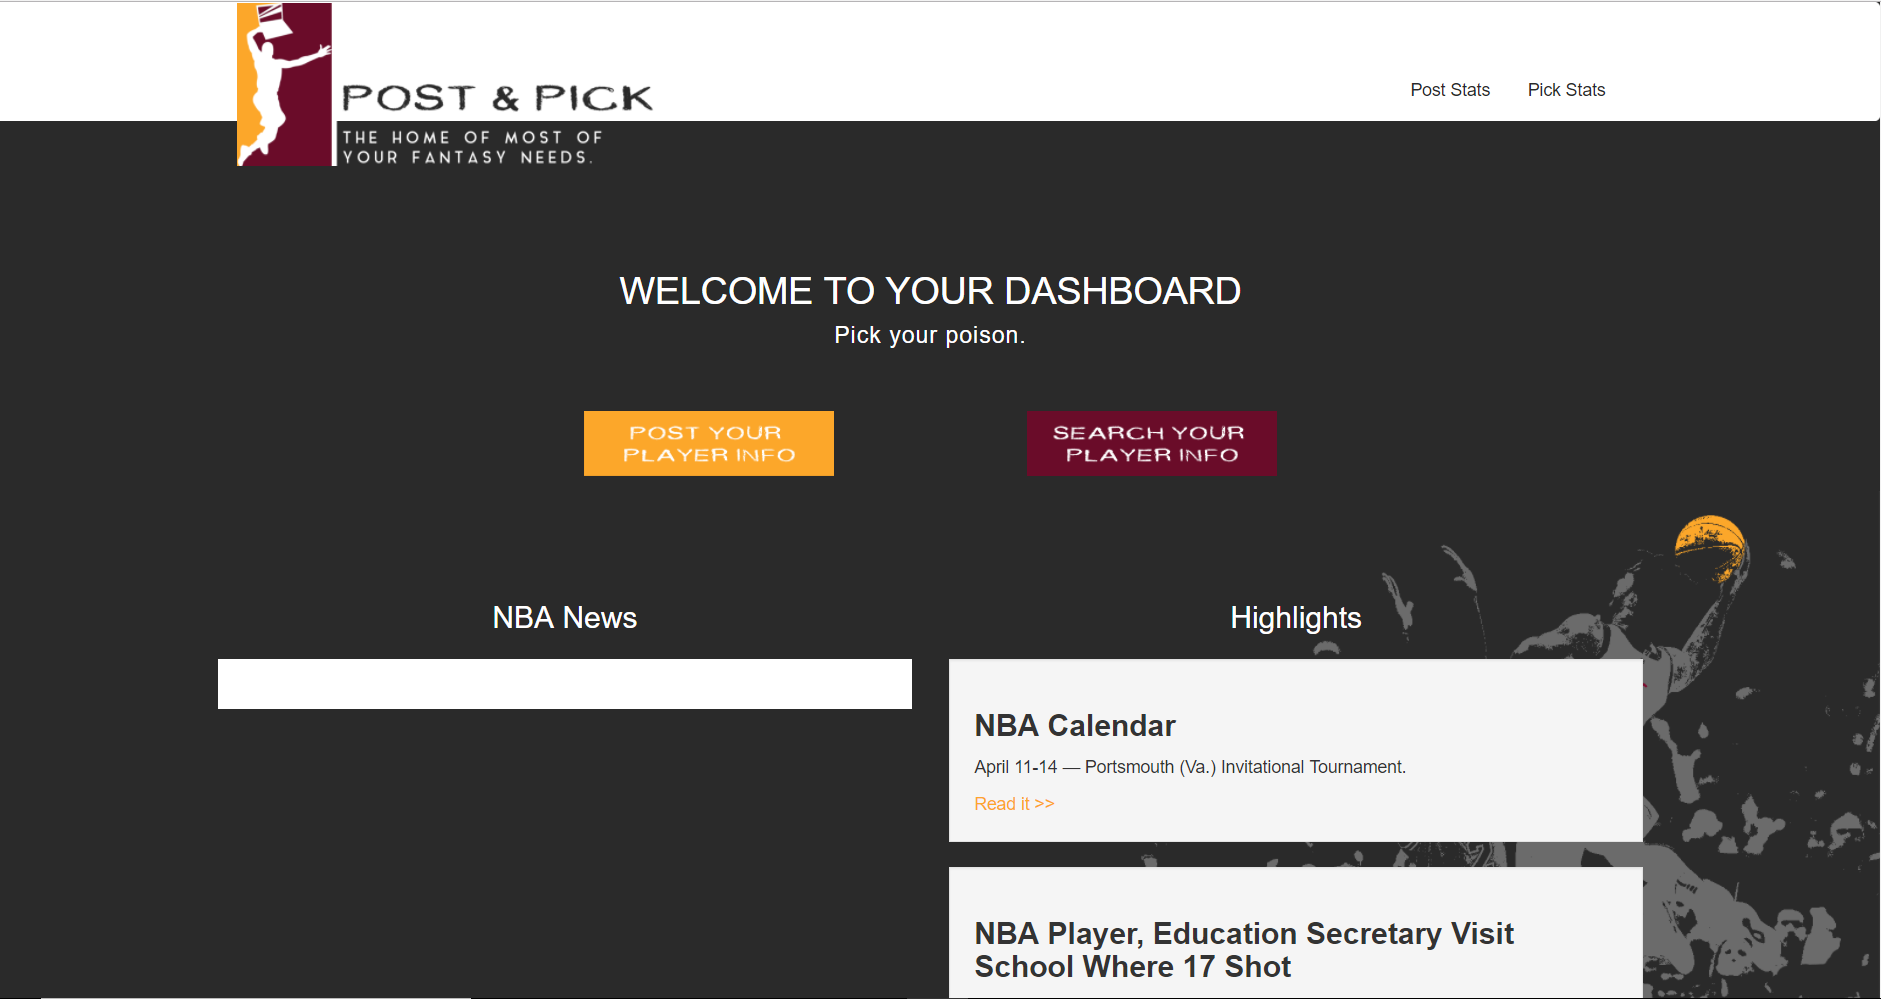 POST & PICK
THE HOME OF MOST OF
YOUR FANTASY NEEDS.
Post Stats
Pick Stats
WELCOME TO YOUR DASHBOARD
Pick your poison.
POST YOUR
PLAYER INFO
SEARCH YOUR
PLAYER INFO
NBA News
Highlights
NBA Calendar
April 11-14 — Portsmouth (Va.) Invitational Tournament.
Read it >>
NBA Player, Education Secretary Visit
School Where 17 Shot